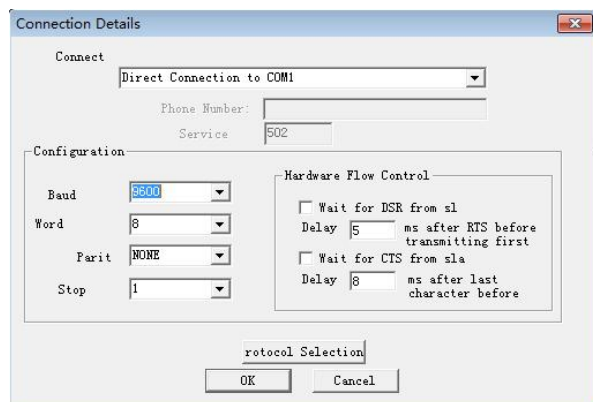 Connection Details
Connect
Direct Connection to COM1
Phone Number:
Service
502
Configuration
Baud
9600
Word
8
Parit
NONE
Stop
1
Hardware Flow Control
Wait for DSR from sl
Delay 5 ms after RTS before
transmitting first
Wait for CTS from sla
Delay 8 ms after last
character before
rotocol Selection
OK
Cancel